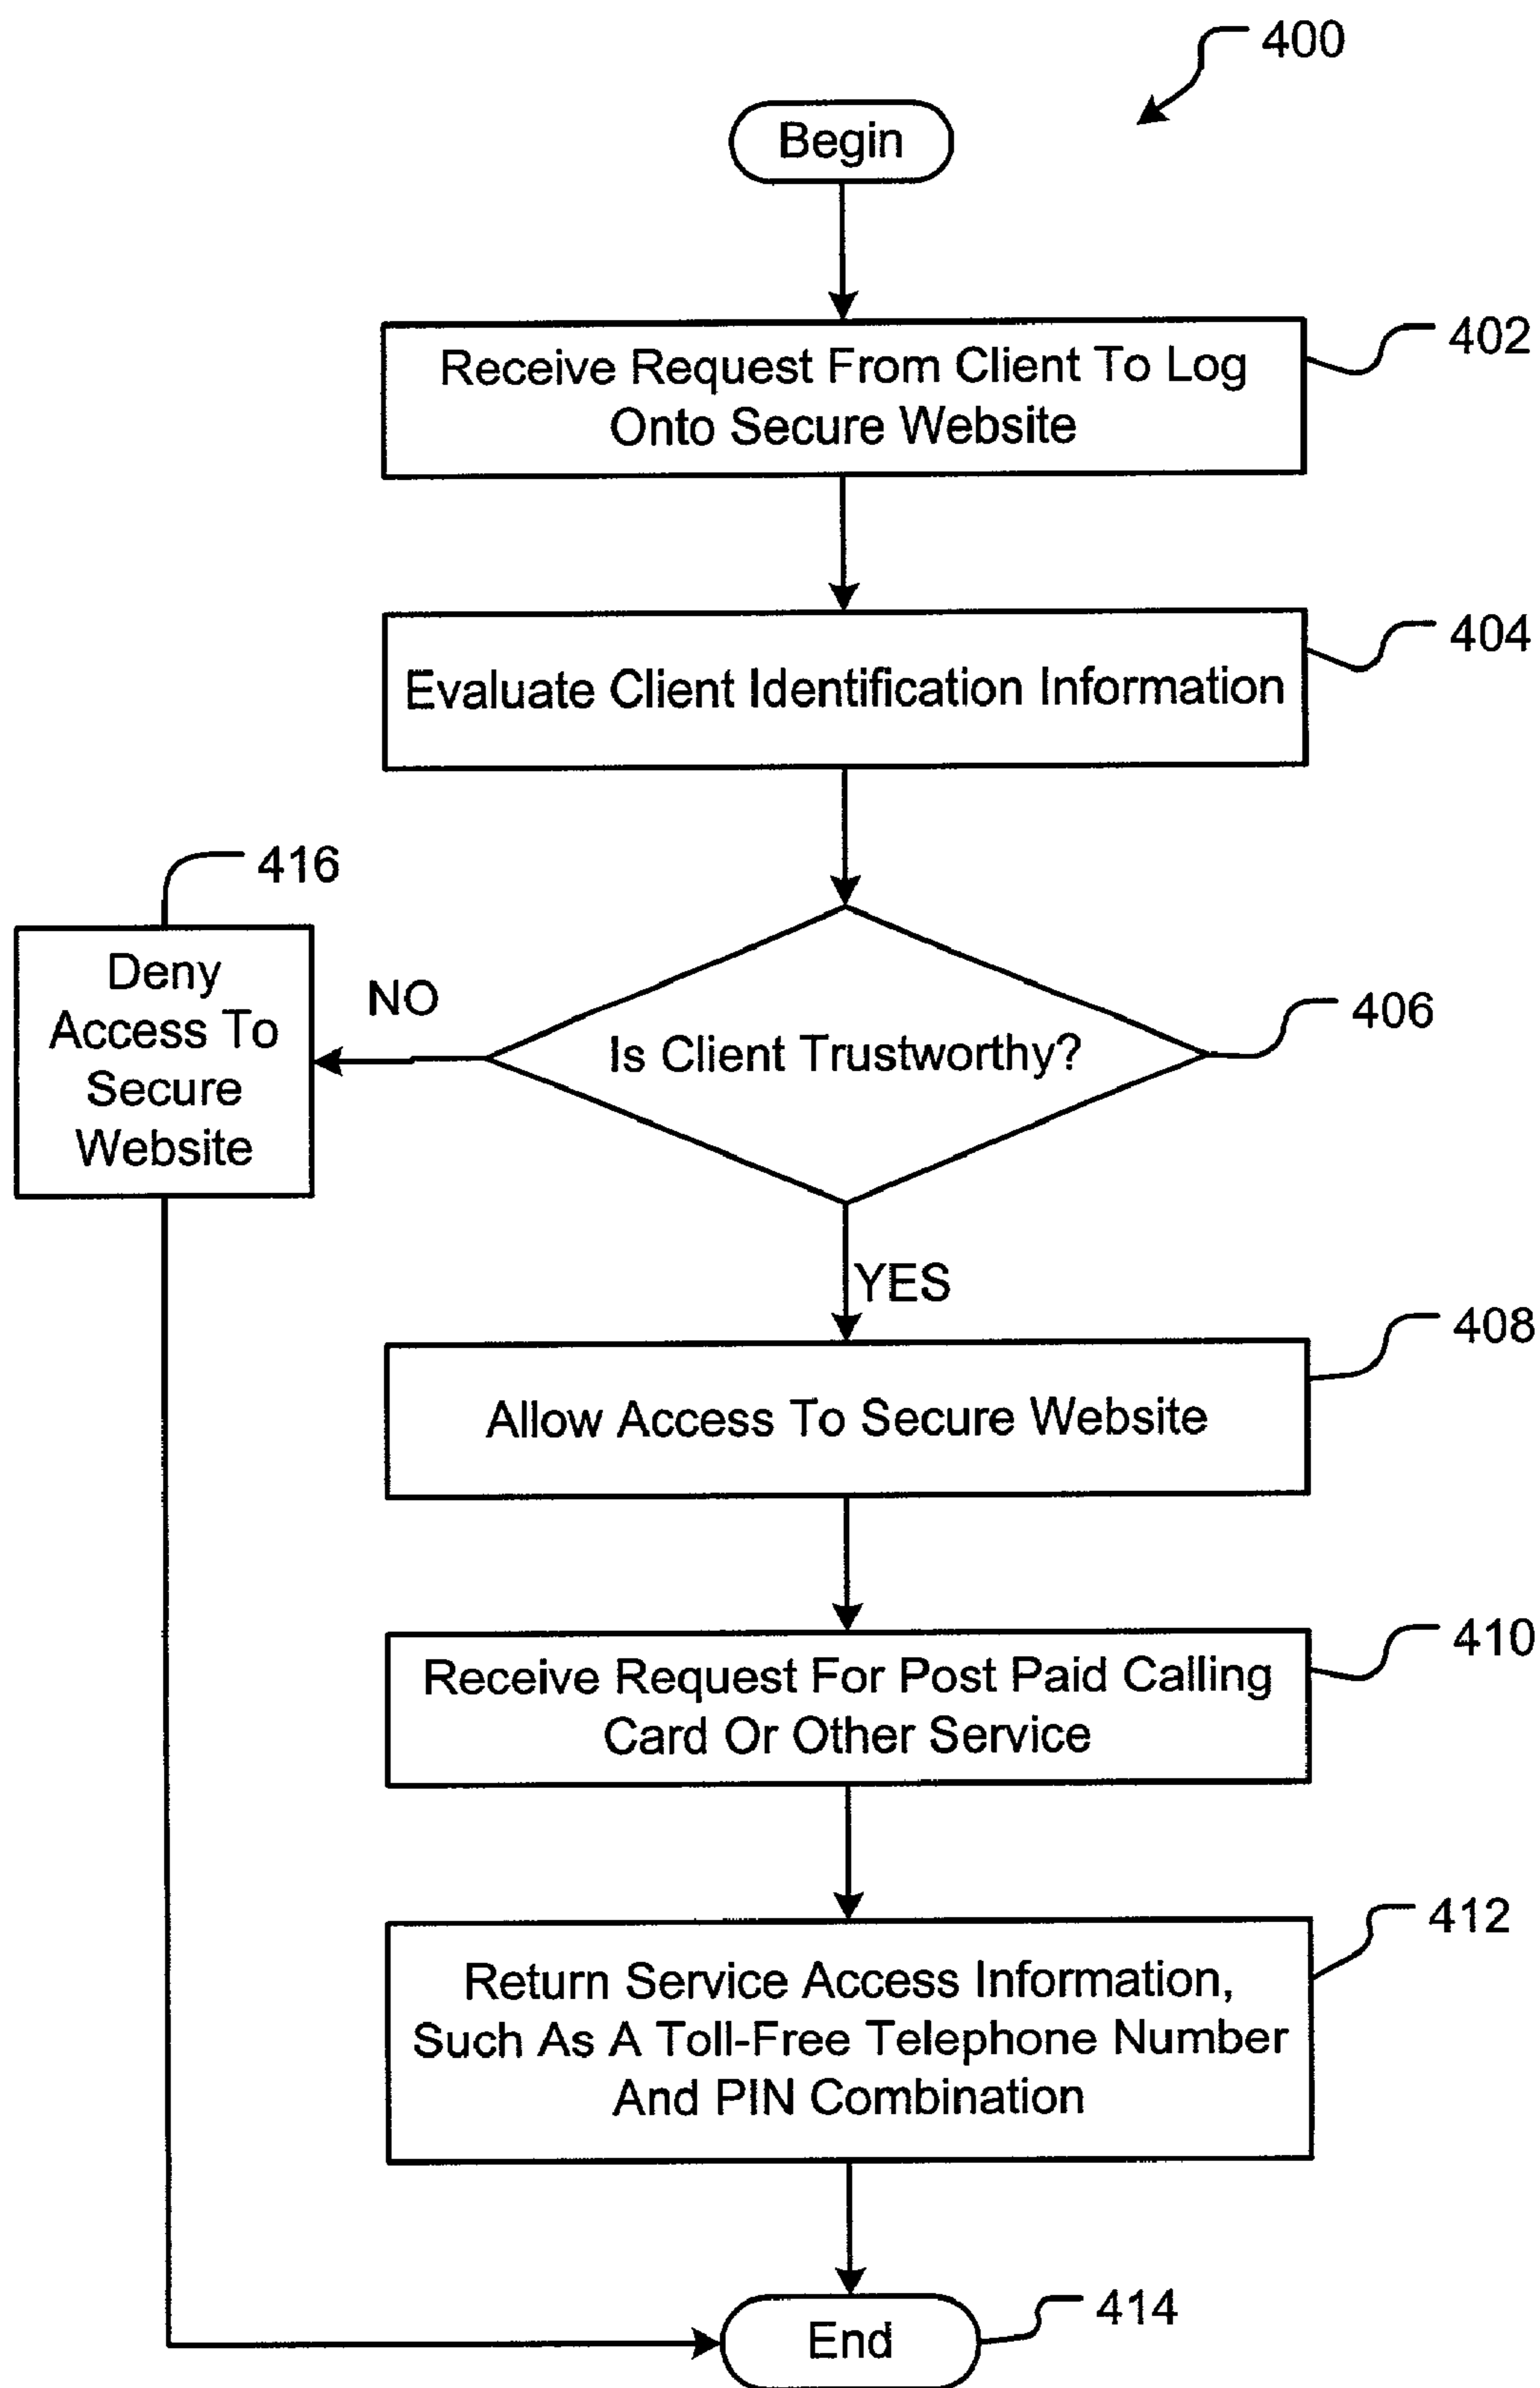 400
Begin
402
Receive Request From Client To Log
Onto Secure Website
404
Evaluate Client Identification Information
416
Deny
Access To
Secure
Website
NO
Is Client Trustworthy?
406
YES
408
Allow Access To Secure Website
410
Receive Request For Post Paid Calling
Card Or Other Service
412
Return Service Access Information,
Such As A Toll-Free Telephone Number
And PIN Combination
414
End